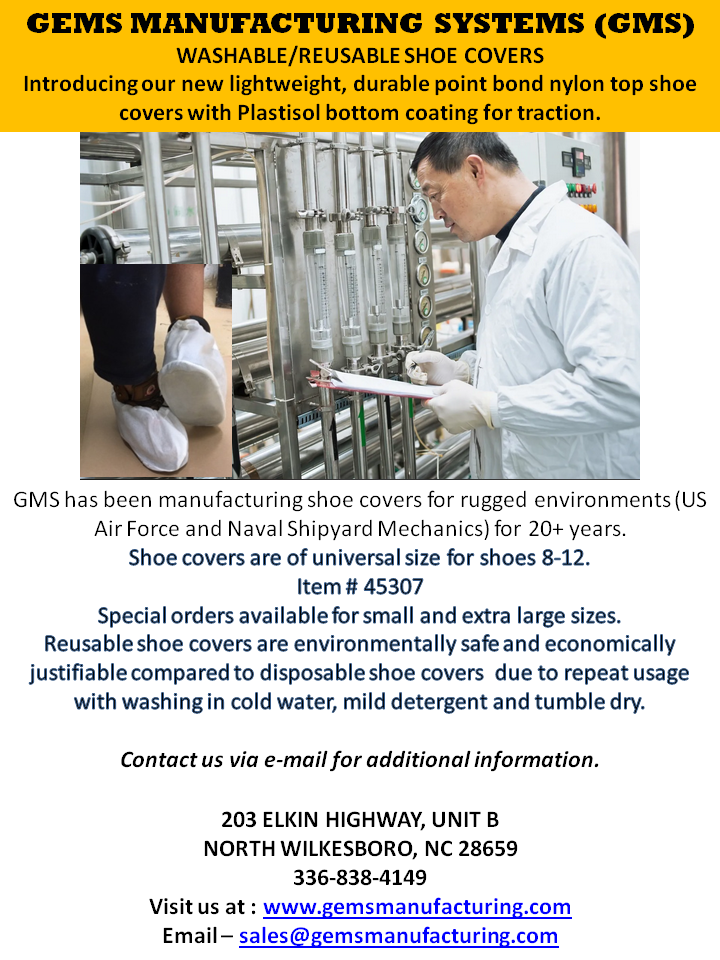 GEMS MANUFACTURING SYSTEMS (GMS)
WASHABLE/REUSABLE SHOE COVERS
Introducing our new lightweight, durable point bond nylon top shoe
covers with Plastisol bottom coating for traction.
GMS has been manufacturing shoe covers for rugged environments (US
Air Force and Naval Shipyard Mechanics) for 20+ years.
Shoe covers are of universal size for shoes 8-12.
Item # 45307
Special orders available for small and extra large sizes.
Reusable shoe covers are environmentally safe and economically
justifiable compared to disposable shoe covers  due to repeat usage
with washing in cold water, mild detergent and tumble dry.
Contact us via e-mail for additional information.
203 ELKIN HIGHWAY, UNIT B
NORTH WILKESBORO, NC 28659
336-838-4149
Visit us at : www.gemsmanufacturing.com
Email – sales@gemsmanufacturing.com